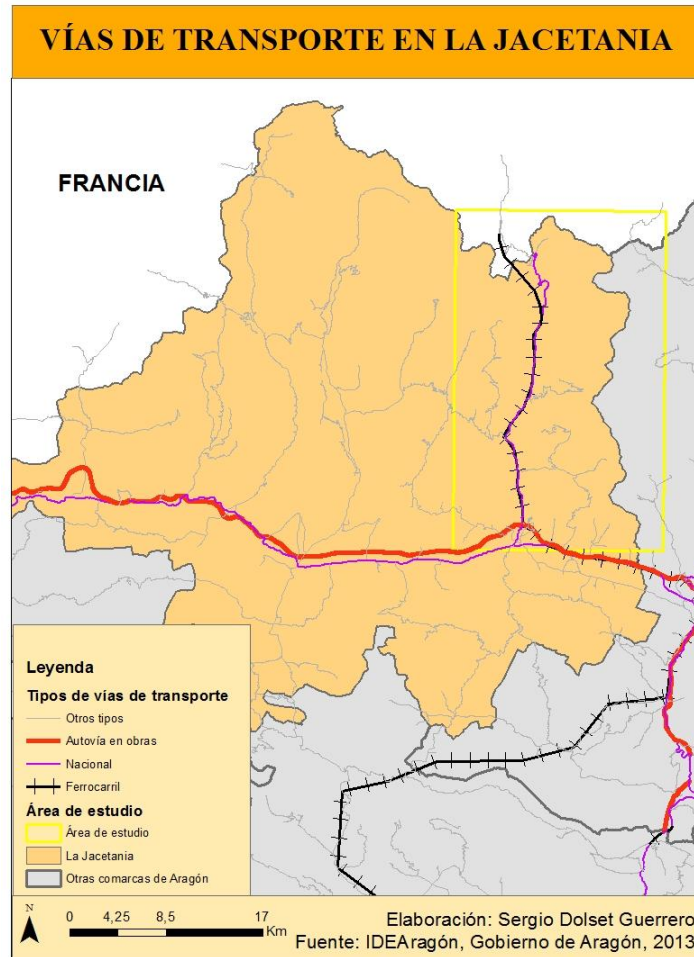 VÍAS DE TRANSPORTE EN LA JACETANIA
FRANCIA
Leyenda
Tipos de vías de transporte
Otros tipos
Autovía en obras
Nacional
Ferrocarril
Área de estudio
Área de estudio
La Jacetania
Otras comarcas de Aragón
N
0 4,25 8,5 17
Km
Elaboración: Sergio Dolset Guerrero
Fuente: IDEAragón, Gobierno de Aragón, 2013